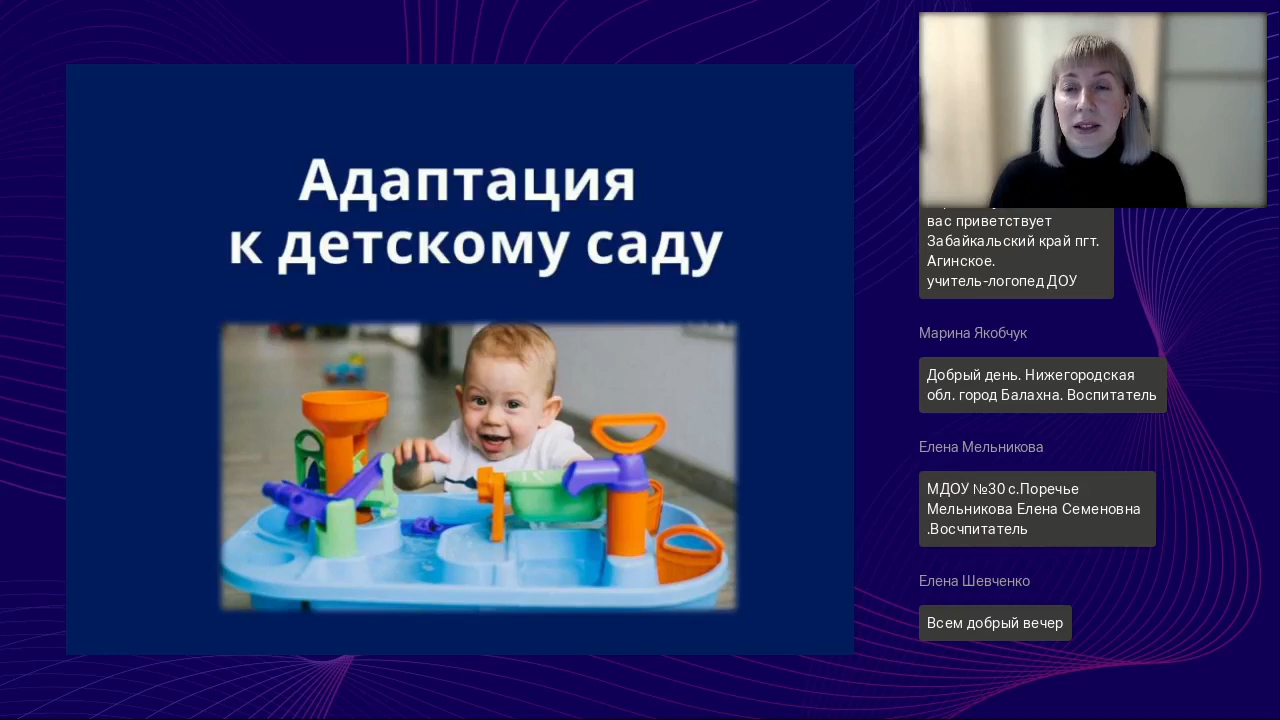 Адаптация
к детскому саду
вас приветствует
Забайкальский край пгт.
Агинское.
учитель-логопед ДОУ
Марина Якобчук
Добрый день. Нижегородская
обл. город Балахна. Воспитатель
Елена Мельникова
МДОУ №30 с.Поречье
Мельникова Елена Семеновна
.Восчпитатель
Елена Шевченко
Всем добрый вечер